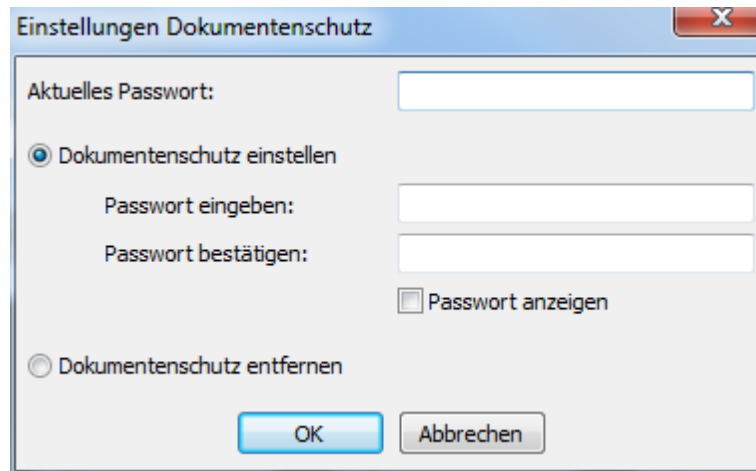 Einstellungen Dokumentenschutz
Aktuelles Passwort:
Dokumentenschutz einstellen
Passwort eingeben:
Passwort bestätigen:
Passwort anzeigen
Dokumentenschutz entfernen
OK Abbrechen